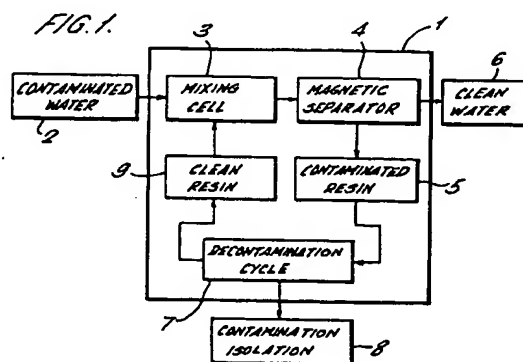 FIG. 1.
3
4
1
6
CONTAMINATED
WATER
2
MIXING
CELL
MAGNETIC
SEPARATOR
CLEAN
WATER
9
CLEAN
RESIN
CONTAMINATED
RESIN
5
DECONTAMINATION
CYCLE
7
CONTAMINATION
ISOLATION
8